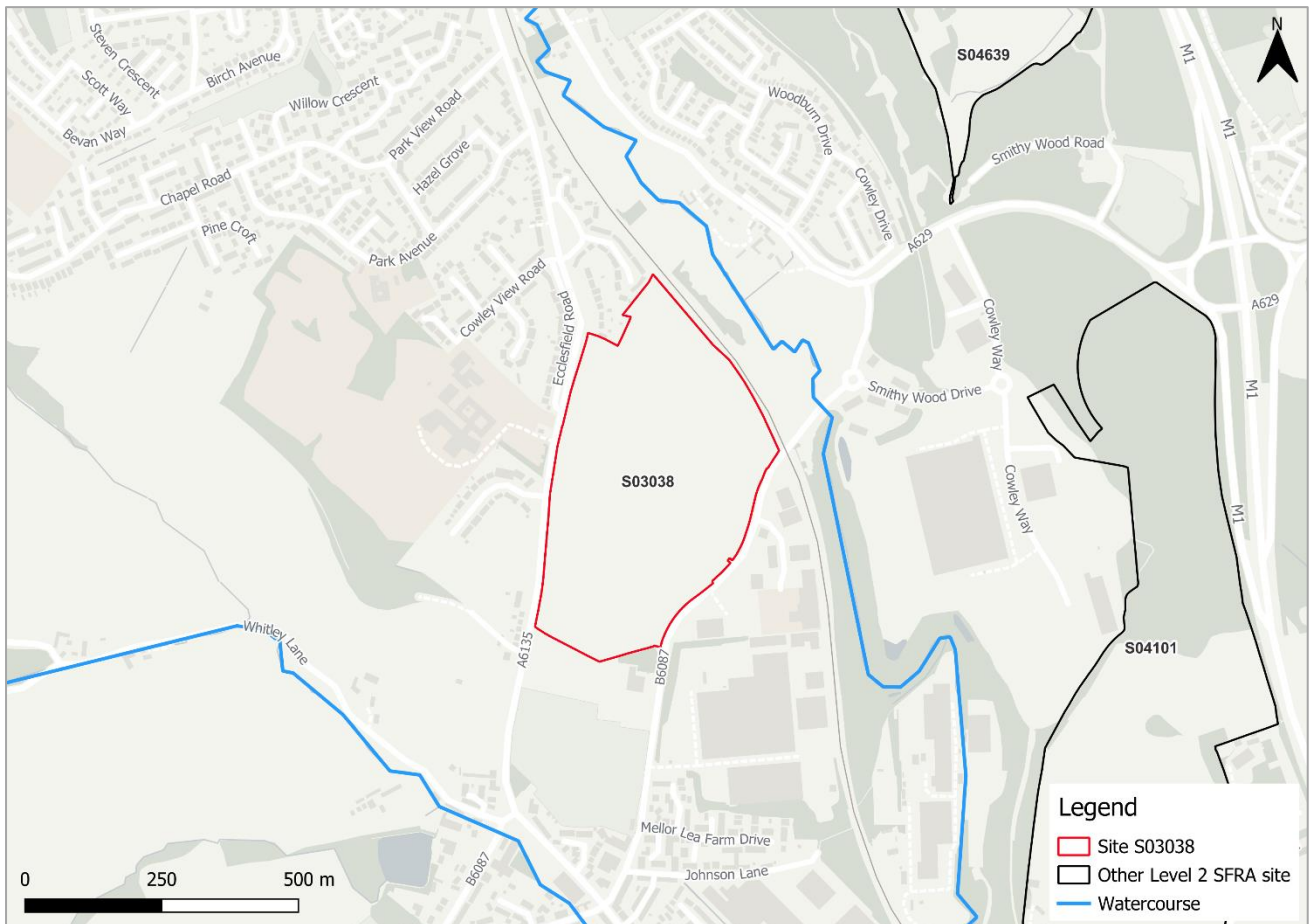 N
S04639
M1
M1
Steven Crescent
Scott Way
Birch Avenue
Bevan Way
Willow Crescent
Park View Road
Woodburn Drive
Smithy Wood Road
Hazel Grove
Chapel Road
Cowley Drive
Pine Croft
Park Avenue
A629
Cowley View Road
Ecclesfield Road
Cowley Way
A629
Smithy Wood Drive
M1
S03038
Cowley Way
M1
Whitley Lane
A6135
B6087
S04101
Mellor Lea Farm Drive
Johnson Lane
B6087
0 250 500 m
Legend
Site S03038
Other Level 2 SFRA site
Watercourse